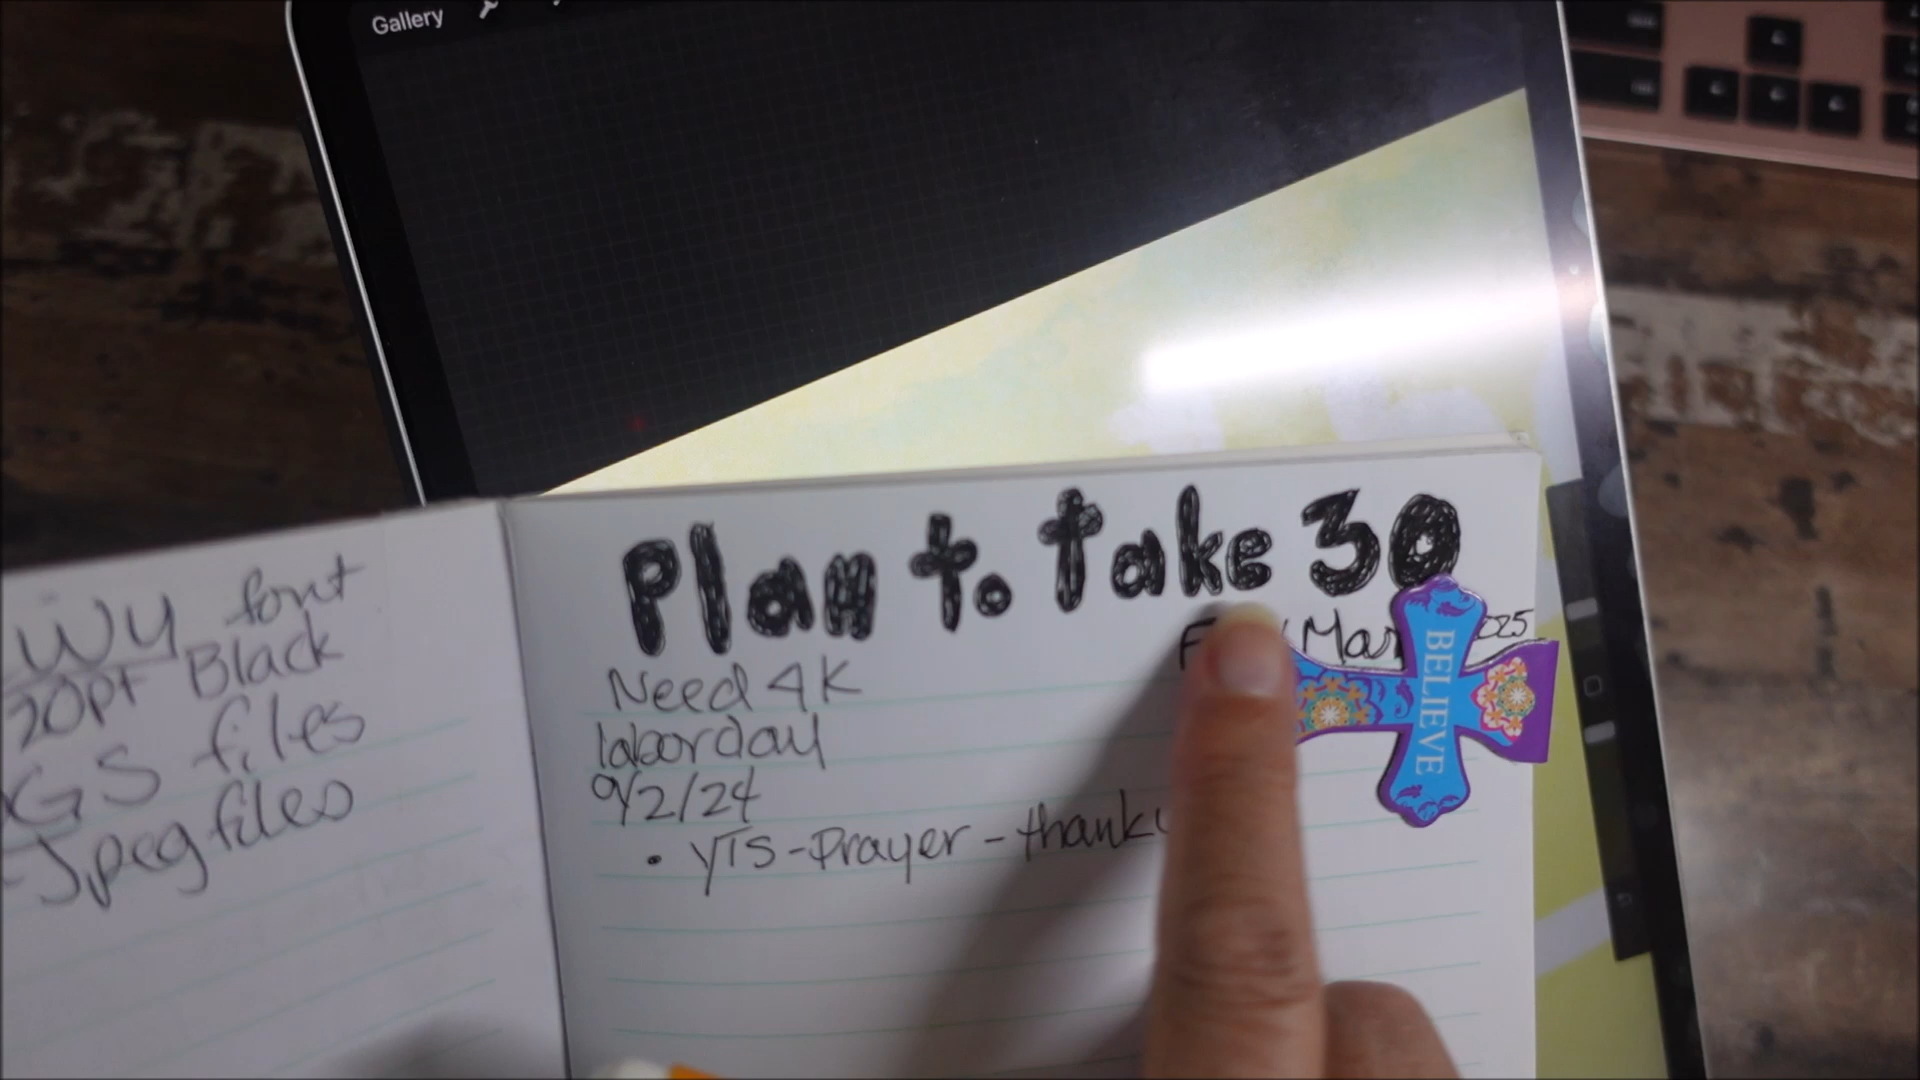 Gallery
font
20pt Black
GS files
Jpeg files
Plan to Take 30
2025
BELIEVE
Need 4K
laborday
9/2/24
• YTS-Prayer-thank